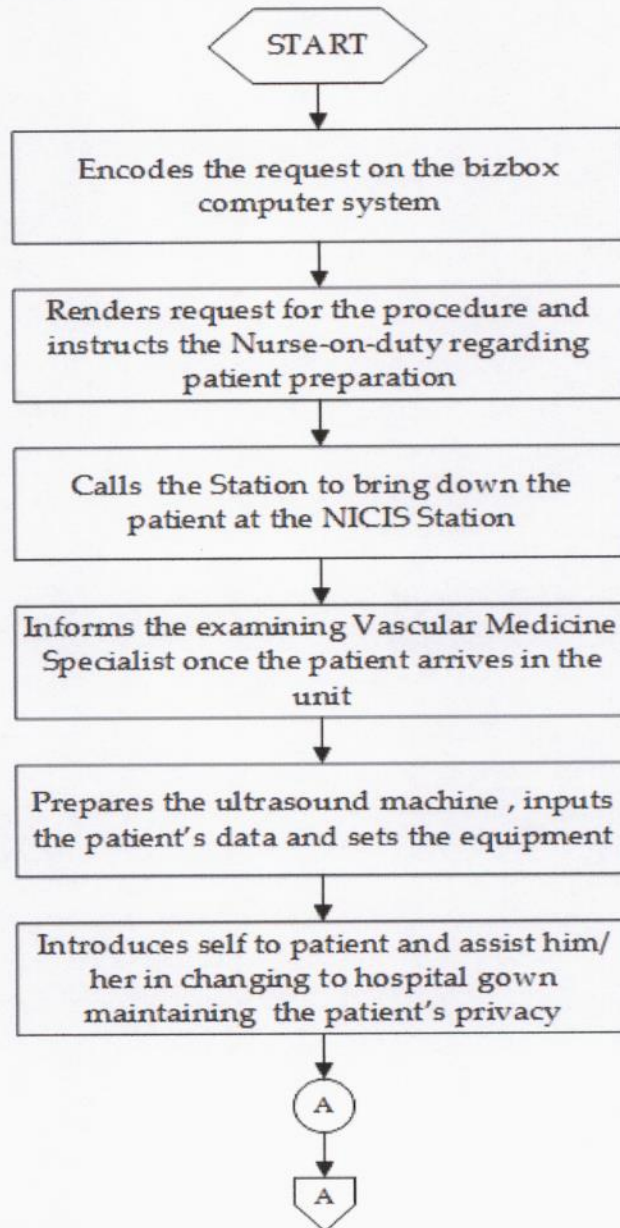 START
Encodes the request on the bizbox
computer system
Renders request for the procedure and
instructs the Nurse-on-duty regarding
patient preparation
Calls the Station to bring down the
patient at the NICIS Station
Informs the examining Vascular Medicine
Specialist once the patient arrives in the
unit
Prepares the ultrasound machine , inputs
the patient's data and sets the equipment
Introduces self to patient and assist him/
her in changing to hospital gown
maintaining the patient's privacy
A
A